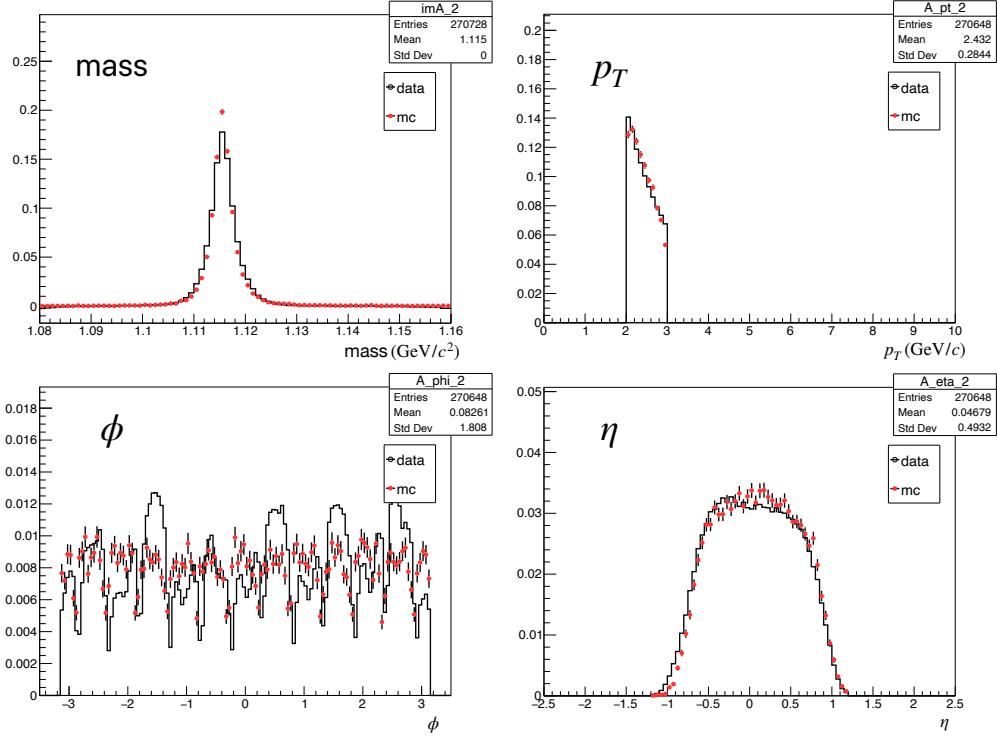 imA_2
Entries 270728
Mean 1.115
Std Dev 0
mass
data
mc
0.25
0.2
0.15
0.1
0.05
0
1.08 1.09 1.1 1.11 1.12 1.13 1.14 1.15 1.16
mass (GeV/c²)
A_pt_2
Entries 270648
Mean 2.432
Std Dev 0.2844
p_T
data
mc
0.2
0.18
0.16
0.14
0.12
0.1
0.08
0.06
0.04
0.02
0
0 1 2 3 4 5 6 7 8 9 10
p_T (GeV/c)
A_phi_2
Entries 270648
Mean 0.08261
Std Dev 1.808
ϕ
data
mc
0.018
0.016
0.014
0.012
0.01
0.008
0.006
0.004
0.002
0
−3 −2 −1 0 1 2 3
ϕ
A_eta_2
Entries 270648
Mean 0.04679
Std Dev 0.4932
η
data
mc
0.05
0.04
0.03
0.02
0.01
0
−2.5 −2 −1.5 −1 −0.5 0 0.5 1 1.5 2 2.5
η